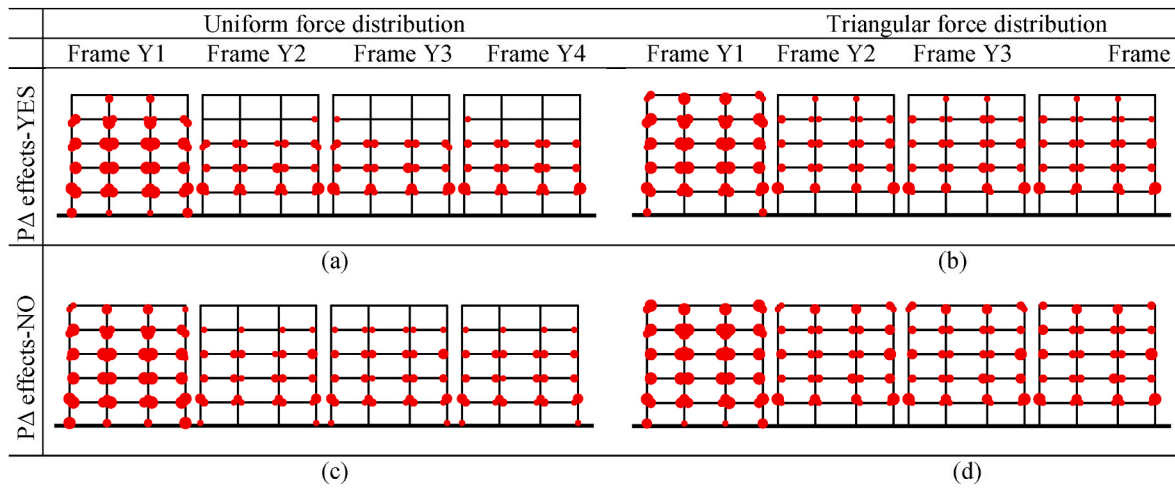 Uniform force distribution Triangular force distribution
Frame Y1 Frame Y2 Frame Y3 Frame Y4 Frame Y1 Frame Y2 Frame Y3 Frame
PΔ effects-YES
(a) (b)
PΔ effects-NO
(c) (d)